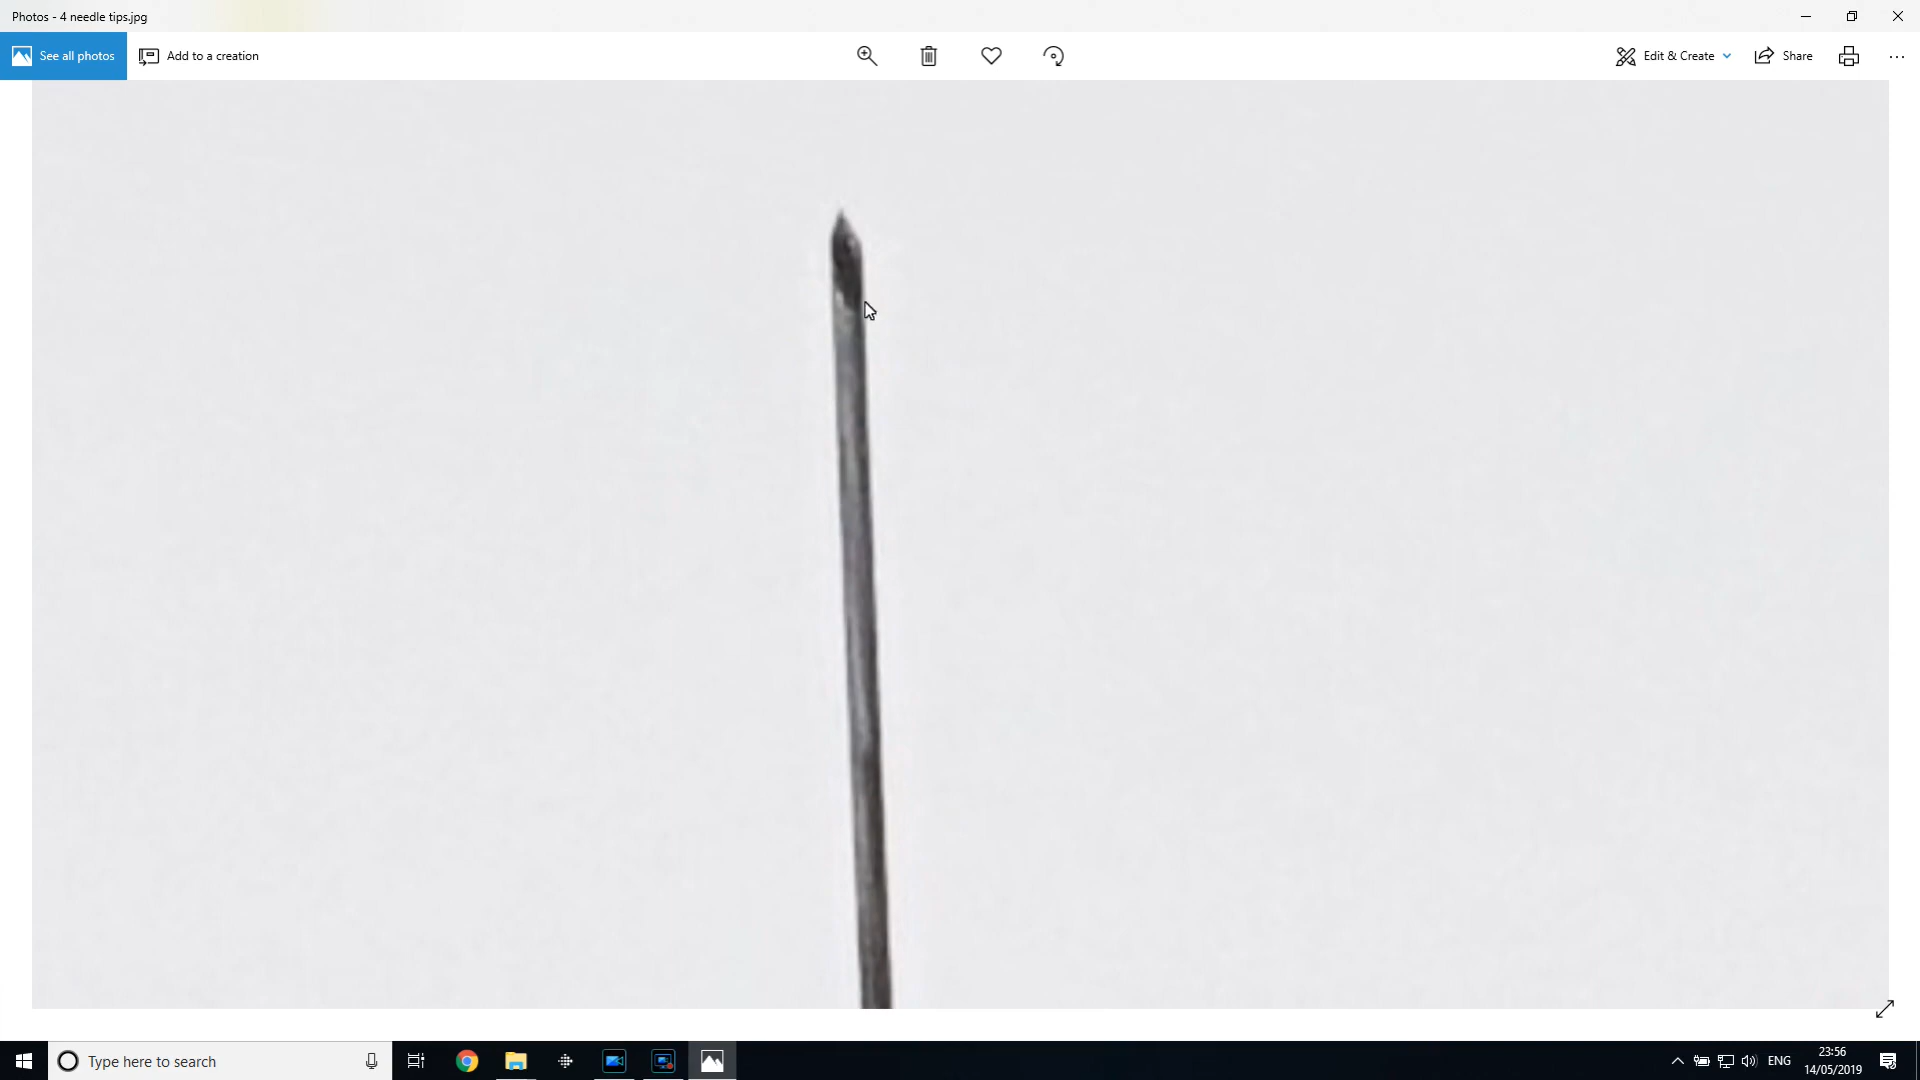 Photos - 4 needle tips.jpg
See all photos
Add to a creation
Edit & Create
Share
Type here to search
ENG
23:56
14/05/2019